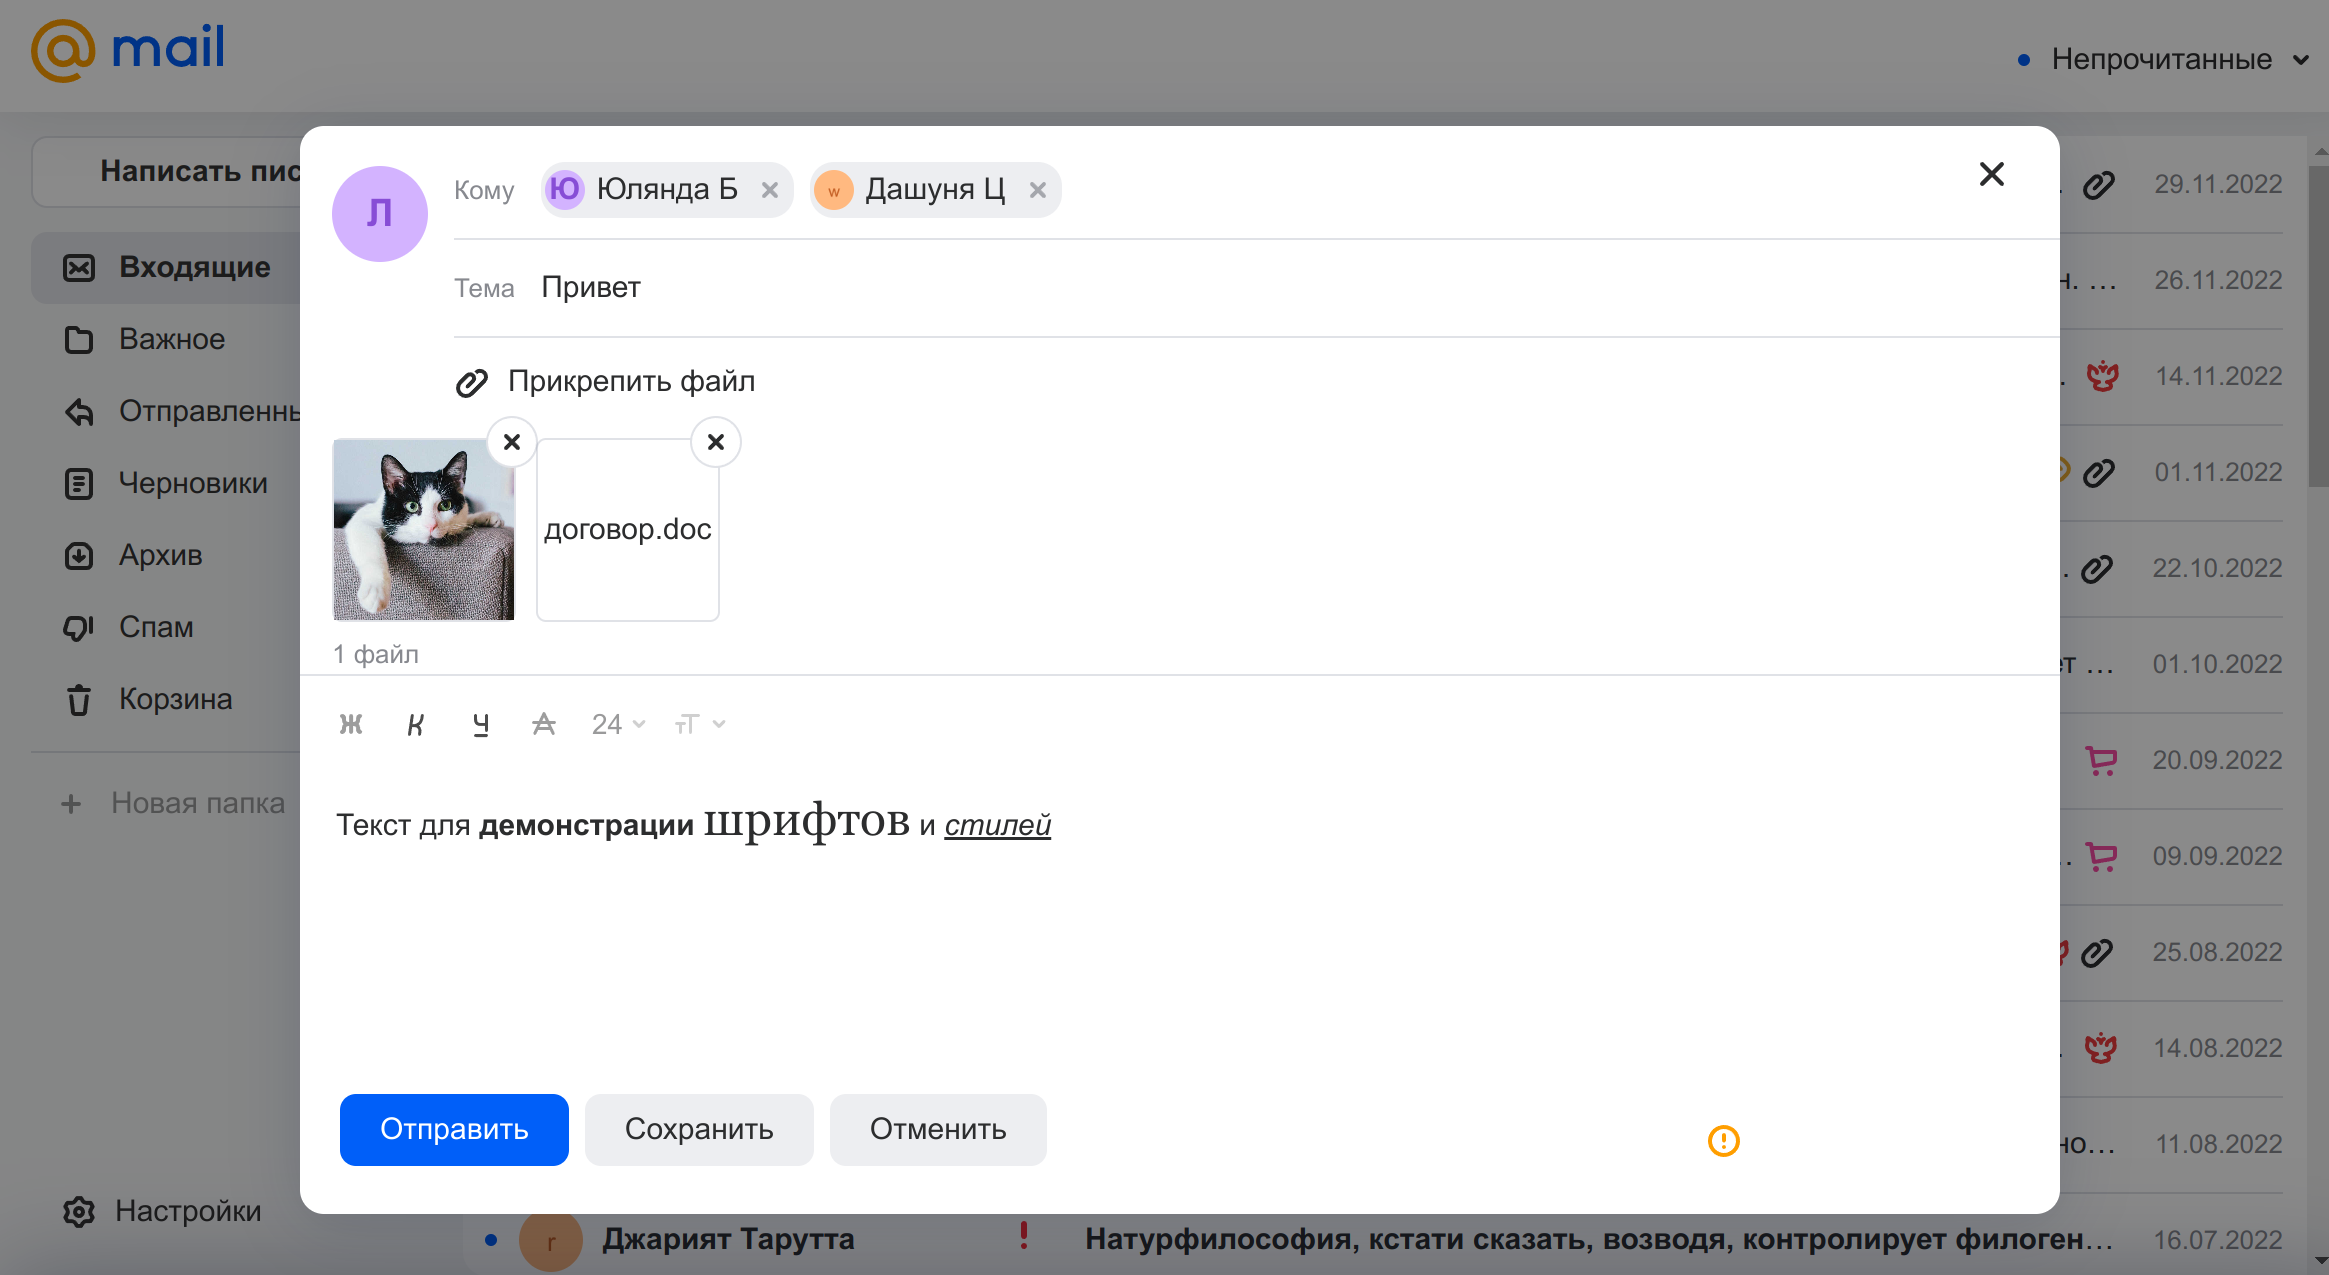 mail
Непрочитанные
Написать пис
Входящие
Важное
Отправленны
Черновики
Архив
Спам
Корзина
Новая папка
Настройки
Л
Кому Ю Юлянда Б w Дашуня Ц
Тема Привет
Прикрепить файл
договор.doc
1 файл
Ж К Ч А 24 тТ
Текст для демонстрации шрифтов и стилей
Отправить Сохранить Отменить
. 29.11.2022
н. ... 26.11.2022
. 14.11.2022
01.11.2022
. 22.10.2022
ет ... 01.10.2022
20.09.2022
.. 09.09.2022
25.08.2022
. 14.08.2022
но... 11.08.2022
г Джарият Тарутта ! Натурфилософия, кстати сказать, возводя, контролирует филоген... 16.07.2022